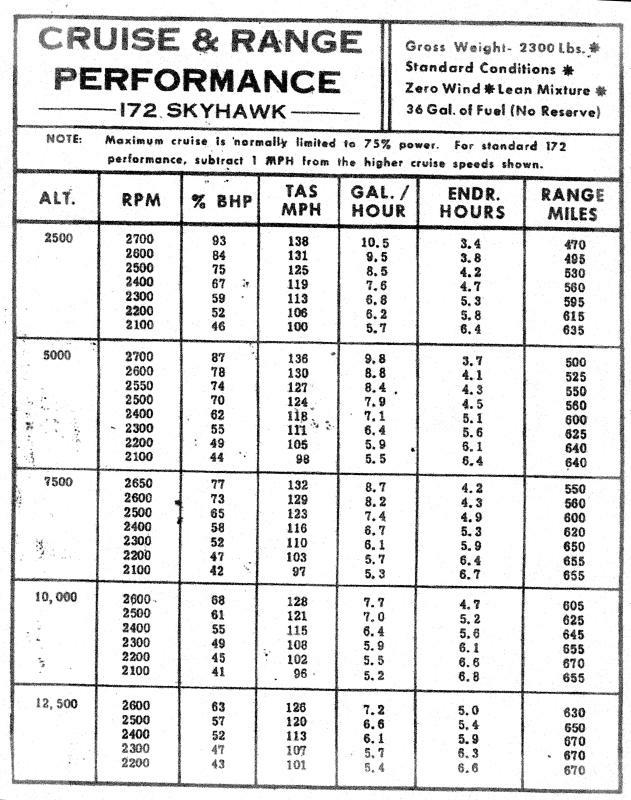 CRUISE & RANGE
PERFORMANCE
172 SKYHAWK
Gross Weight- 2300 Lbs. *
Standard Conditions *
Zero Wind * Lean Mixture *
36 Gal. of Fuel (No Reserve)
NOTE: Maximum cruise is normally limited to 75% power. For standard 172
performance, subtract 1 MPH from the higher cruise speeds shown.
ALT. RPM % BHP TAS MPH GAL./HOUR ENDR. HOURS RANGE MILES
2500 2700 93 138 10.5 3.4 470
2600 84 131 9.5 3.8 495
2500 75 125 8.5 4.2 530
2400 67 119 7.6 4.7 560
2300 59 113 6.8 5.3 595
2200 52 106 6.2 5.8 615
2100 46 100 5.7 6.4 635
5000 2700 87 136 9.8 3.7 500
2600 78 130 8.8 4.1 525
2550 74 127 8.4 4.3 550
2500 70 124 7.9 4.5 560
2400 62 118 7.1 5.1 600
2300 55 111 6.4 5.6 625
2200 49 105 5.9 6.1 640
2100 44 98 5.5 6.4 640
7500 2650 77 132 8.7 4.2 550
2600 73 129 8.2 4.3 560
2500 65 123 7.4 4.9 600
2400 58 116 6.7 5.3 620
2300 52 110 6.1 5.9 650
2200 47 103 5.7 6.4 655
2100 42 97 5.3 6.7 655
10,000 2600 68 128 7.7 4.7 605
2500 61 121 7.0 5.2 625
2400 55 115 6.4 5.6 645
2300 49 108 5.9 6.1 655
2200 45 102 5.5 6.6 670
2100 41 96 5.2 6.8 655
12,500 2600 63 126 7.2 5.0 630
2500 57 120 6.6 5.4 650
2400 52 113 6.1 5.9 670
2300 47 107 5.7 6.3 670
2200 43 101 5.4 6.6 670